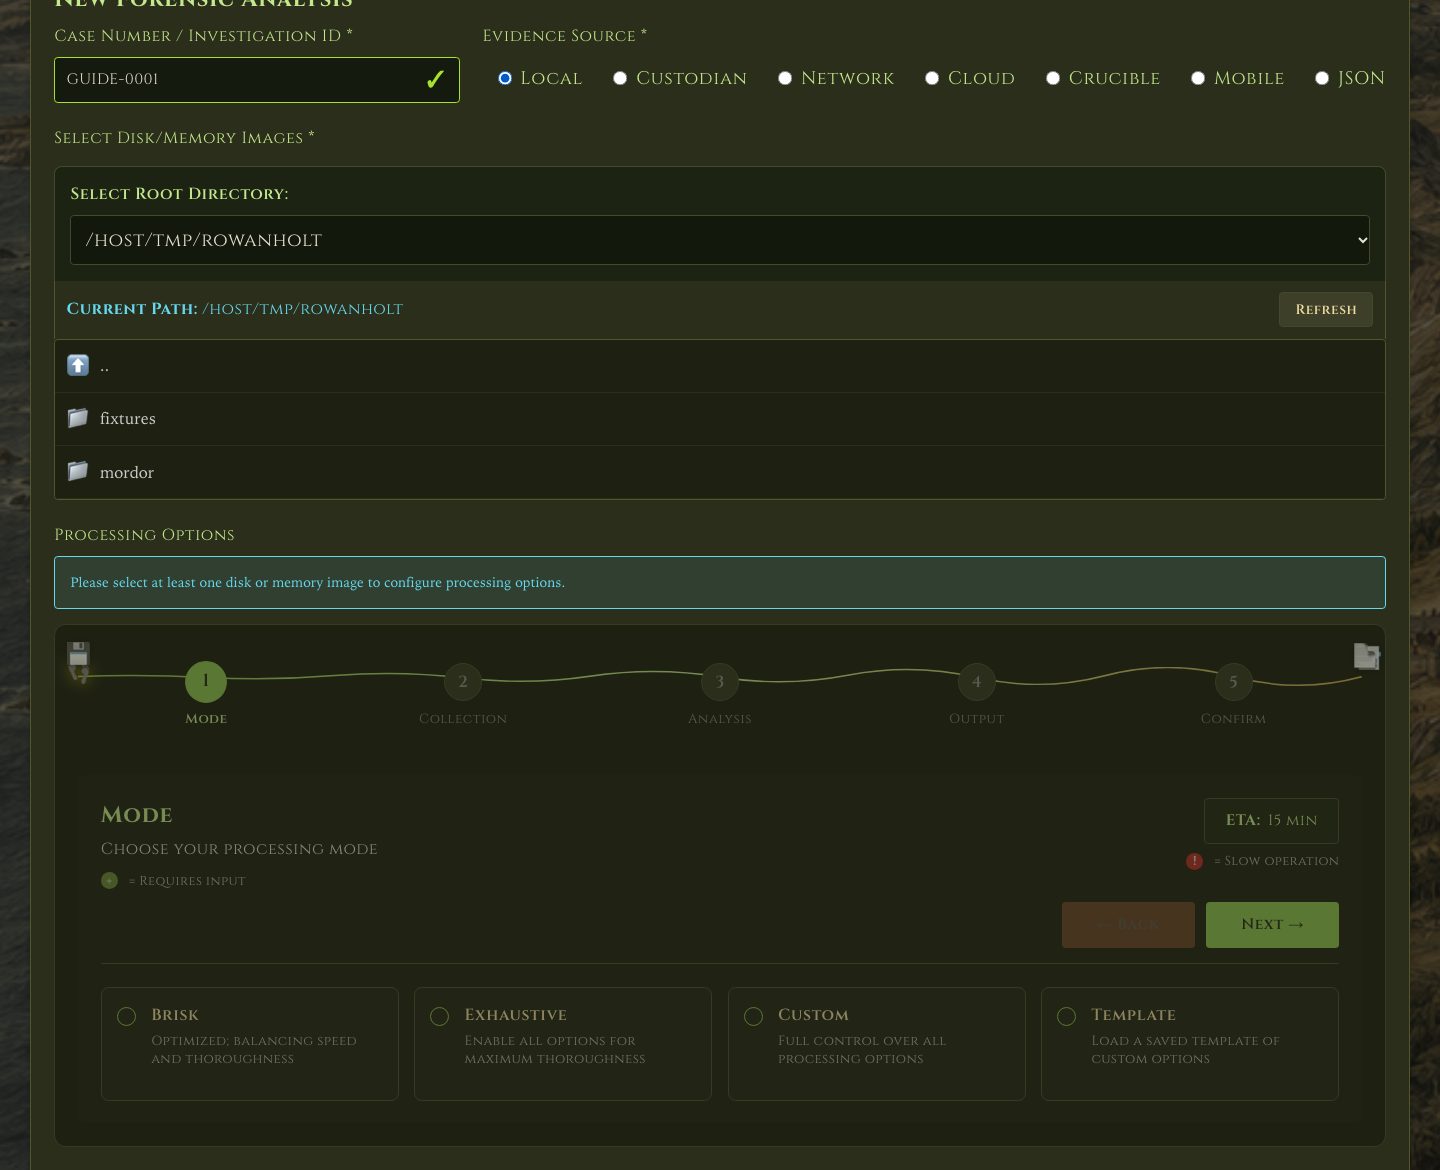 New Forensic Analysis
Case Number / Investigation ID *
Evidence Source *
GUIDE-0001
Local
Custodian
Network
Cloud
Crucible
Mobile
JSON
Select Disk/Memory Images *
Select Root Directory:
/host/tmp/rowanholt
Current Path: /host/tmp/rowanholt
Refresh
..
fixtures
mordor
Processing Options
Please select at least one disk or memory image to configure processing options.
1
2
3
4
5
Mode
Collection
Analysis
Output
Confirm
Mode
ETA: 15 min
Choose your processing mode
! = Slow operation
+ = Requires input
← Back
Next →
Brisk
Optimized; balancing speed
and thoroughness
Exhaustive
Enable all options for
maximum thoroughness
Custom
Full control over all
processing options
Template
Load a saved template of
custom options